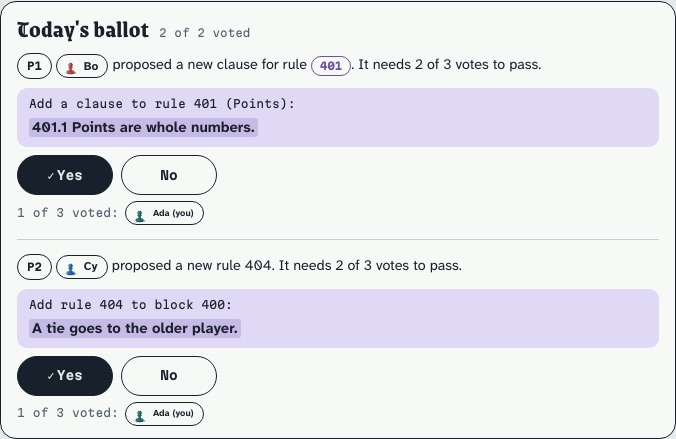 Today's ballot 2 of 2 voted
P1 Bo proposed a new clause for rule 401. It needs 2 of 3 votes to pass.
Add a clause to rule 401 (Points):
401.1 Points are whole numbers.
✓Yes No
1 of 3 voted: Ada (you)
P2 Cy proposed a new rule 404. It needs 2 of 3 votes to pass.
Add rule 404 to block 400:
A tie goes to the older player.
✓Yes No
1 of 3 voted: Ada (you)